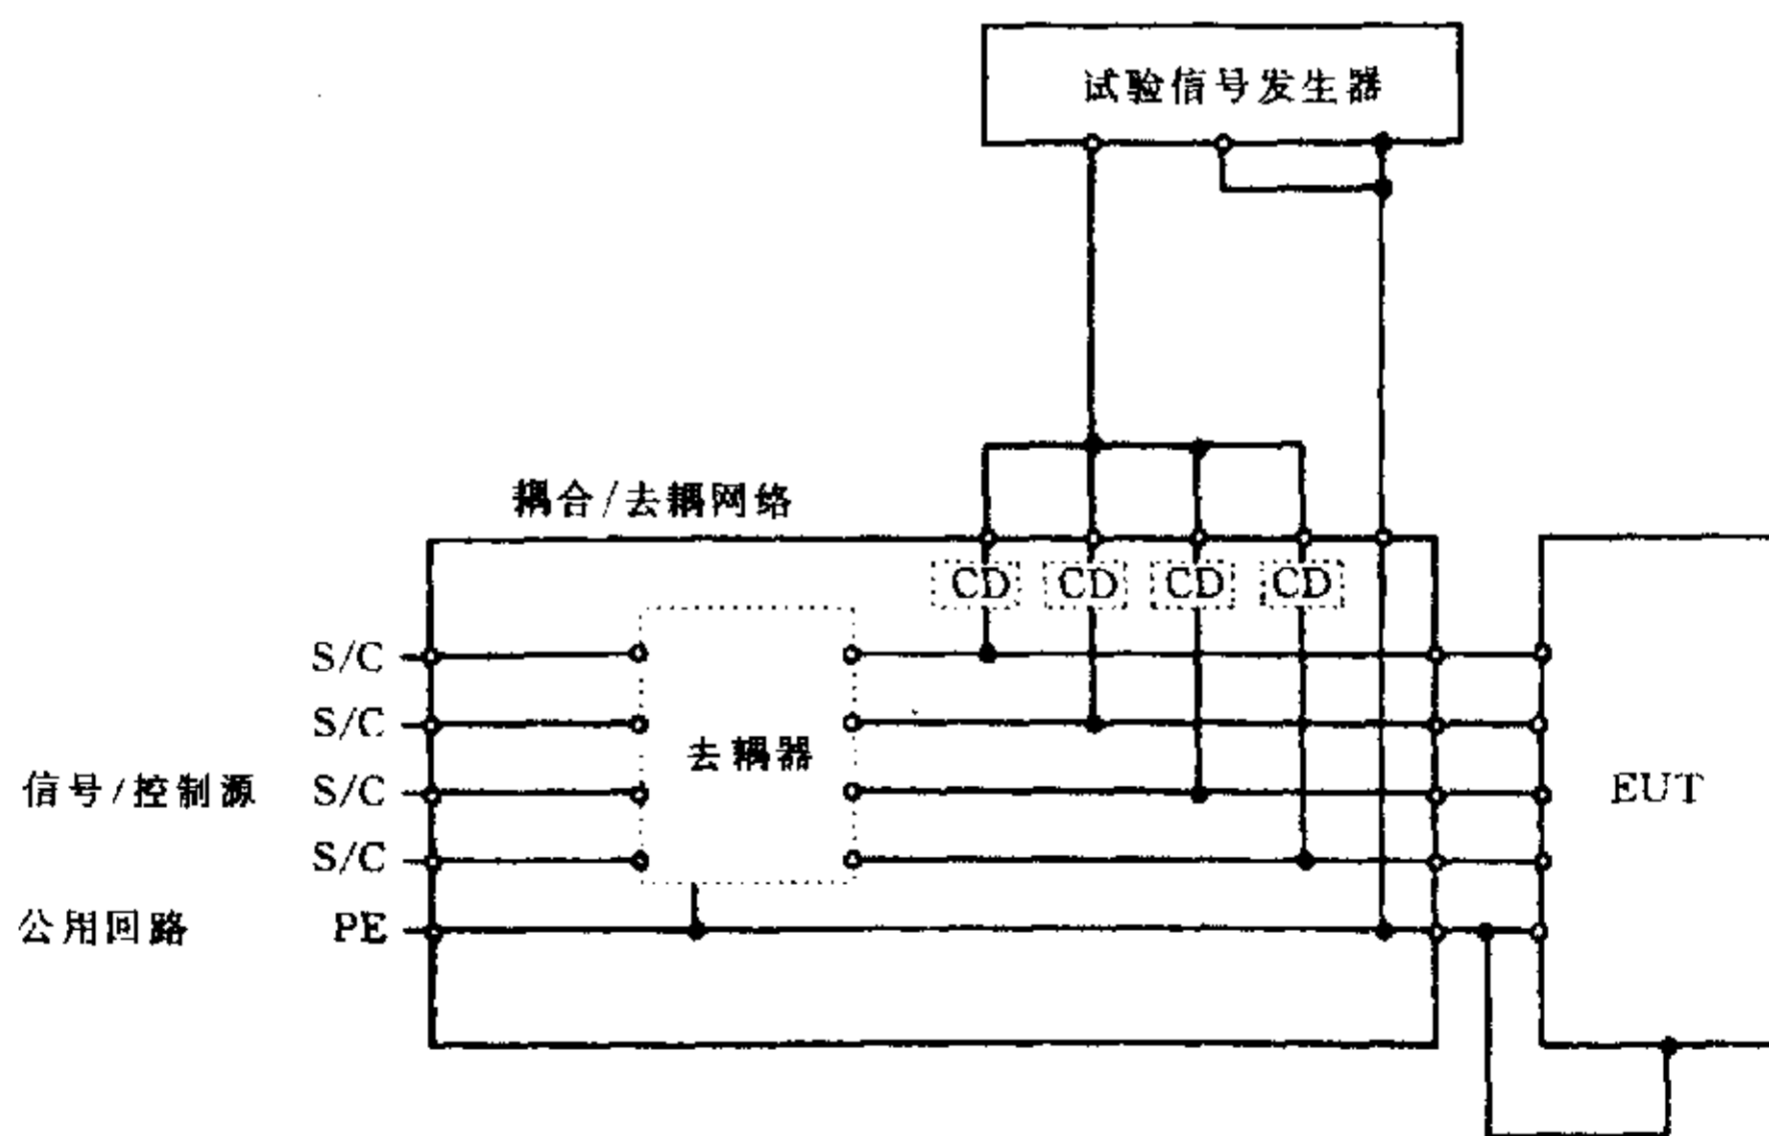 试验信号发生器
耦合/去耦网络
CD CD CD CD
S/C
S/C
去耦器
信号/控制源 S/C
EUT
S/C
公用回路 PE